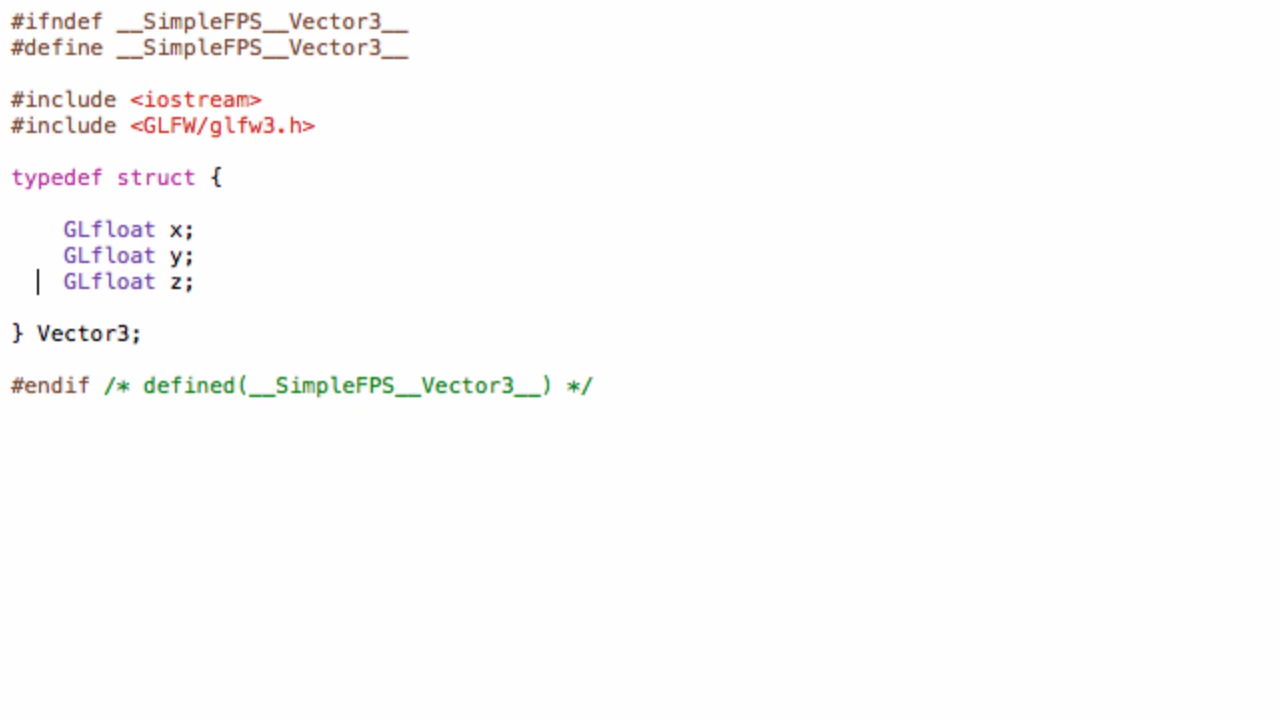 #ifndef __SimpleFPS__Vector3__
#define __SimpleFPS__Vector3__
#include <iostream>
#include <GLFW/glfw3.h>
typedef struct {
GLfloat x;
GLfloat y;
GLfloat z;
} Vector3;
#endif /* defined(__SimpleFPS__Vector3__) */